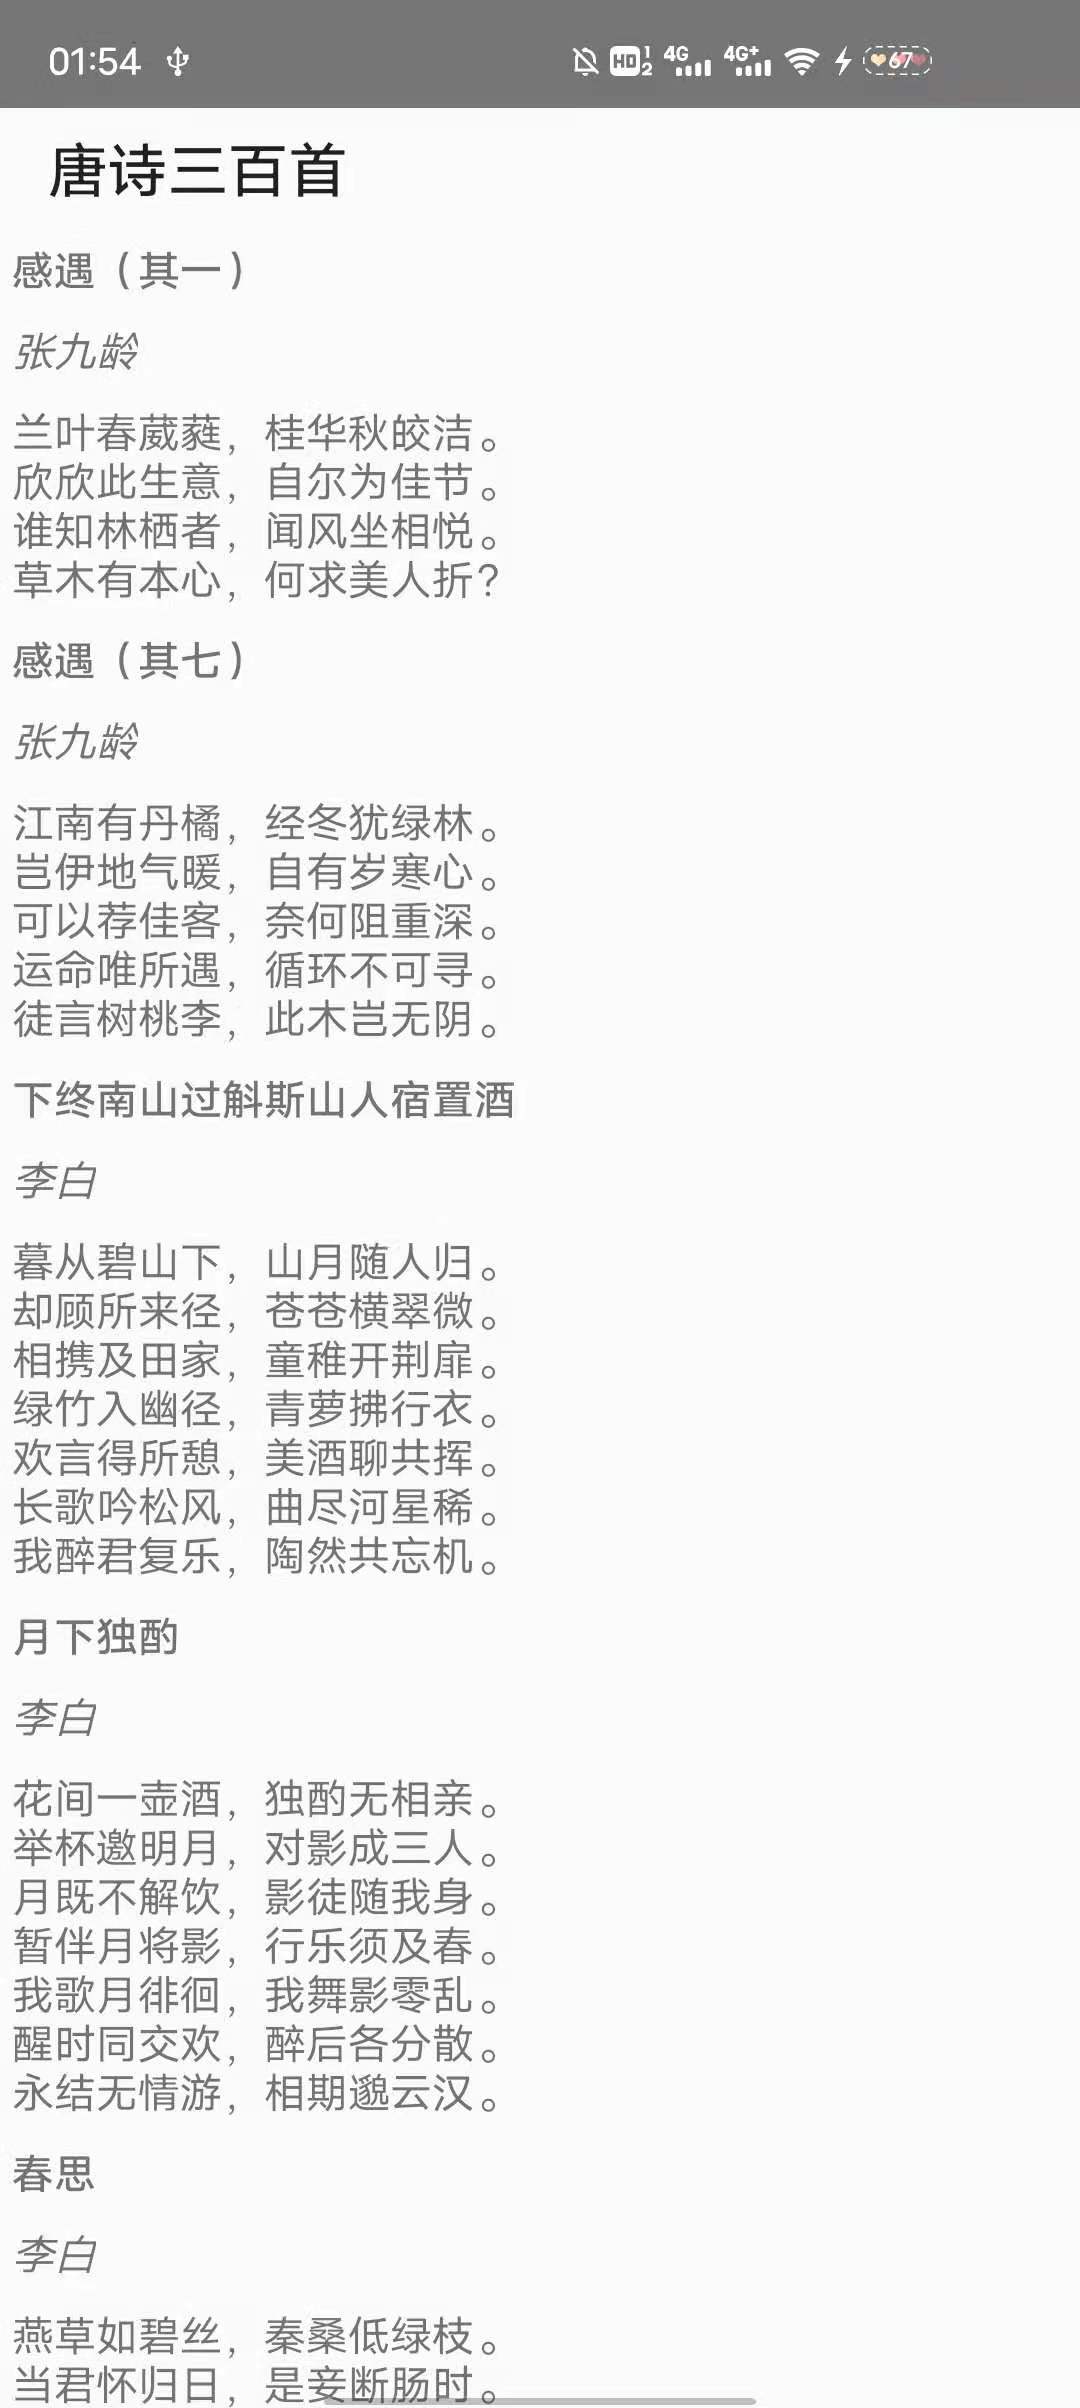 01:54 HD 1 2 4G 4G+ 67
唐诗三百首
感遇（其一）
张九龄
兰叶春葳蕤，桂华秋皎洁。
欣欣此生意，自尔为佳节。
谁知林栖者，闻风坐相悦。
草木有本心，何求美人折？
感遇（其七）
张九龄
江南有丹橘，经冬犹绿林。
岂伊地气暖，自有岁寒心。
可以荐佳客，奈何阻重深。
运命唯所遇，循环不可寻。
徒言树桃李，此木岂无阴。
下终南山过斛斯山人宿置酒
李白
暮从碧山下，山月随人归。
却顾所来径，苍苍横翠微。
相携及田家，童稚开荆扉。
绿竹入幽径，青萝拂行衣。
欢言得所憩，美酒聊共挥。
长歌吟松风，曲尽河星稀。
我醉君复乐，陶然共忘机。
月下独酌
李白
花间一壶酒，独酌无相亲。
举杯邀明月，对影成三人。
月既不解饮，影徒随我身。
暂伴月将影，行乐须及春。
我歌月徘徊，我舞影零乱。
醒时同交欢，醉后各分散。
永结无情游，相期邈云汉。
春思
李白
燕草如碧丝，秦桑低绿枝。
当君怀归日，是妾断肠时。